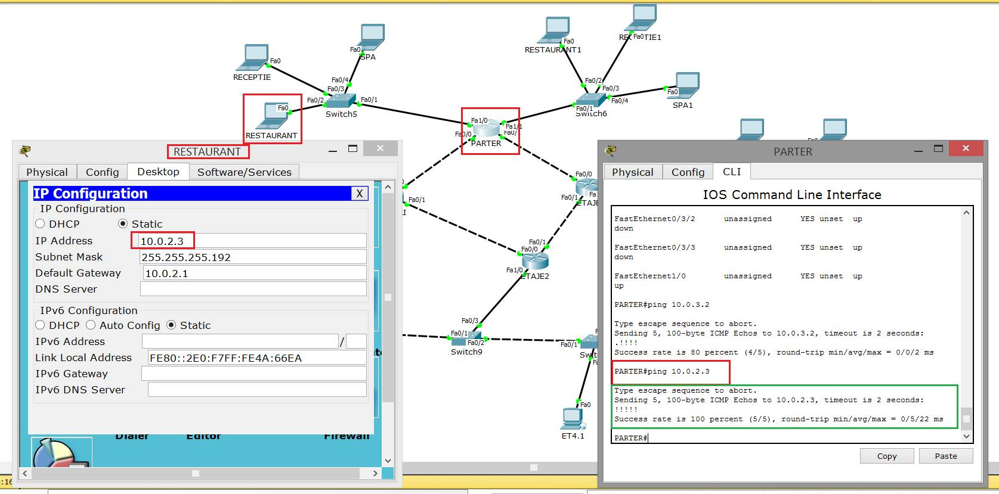 Fa0
RECEPTIE
Fa0
SPA
Fa0/4
Fa0/3
Fa0/2
Fa0/1
Switch5
Fa0
RESTAURANT
Fa0
RESTAURANT1
Fa0
Fa0/2
Fa0/3
Fa0/4
Fa0/1
Switch6
Fa0
SPA1
Fa1/0
Fa1/1
Fa0/0
PARTER
Fa0/0
Fa0/1
Fa0/1
Fa0/1
Fa0/0
Fa1/0
ETAJE2
Fa0/3
Fa0/1
Fa0/2
Switch9
Fa0/1
Fa0
ET4.1
RESTAURANT
Physical Config Desktop Software/Services
IP Configuration X
IP Configuration
DHCP Static
IP Address 10.0.2.3
Subnet Mask 255.255.255.192
Default Gateway 10.0.2.1
DNS Server
IPv6 Configuration
DHCP Auto Config Static
IPv6 Address /
Link Local Address FE80::2E0:F7FF:FE4A:66EA
IPv6 Gateway
IPv6 DNS Server
Dialer Editor Firewall
PARTER
Physical Config CLI
IOS Command Line Interface
FastEthernet0/3/2 unassigned YES unset up
down
FastEthernet0/3/3 unassigned YES unset up
down
FastEthernet1/0 unassigned YES unset up
up
PARTER#ping 10.0.3.2
Type escape sequence to abort.
Sending 5, 100-byte ICMP Echos to 10.0.3.2, timeout is 2 seconds:
.!!!!
Success rate is 80 percent (4/5), round-trip min/avg/max = 0/0/2 ms
PARTER#ping 10.0.2.3
Type escape sequence to abort.
Sending 5, 100-byte ICMP Echos to 10.0.2.3, timeout is 2 seconds:
!!!!!
Success rate is 100 percent (5/5), round-trip min/avg/max = 0/5/22 ms
PARTER#
Copy Paste